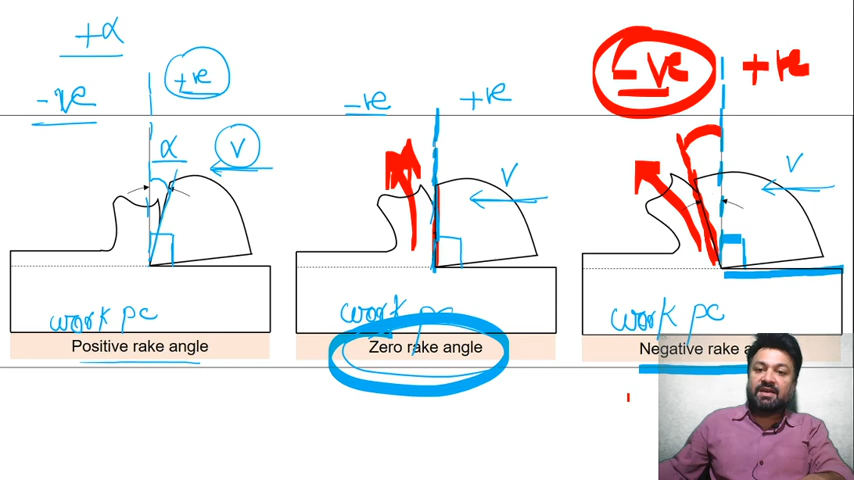 +α
-ve
+ve
α
V
work pc
Positive rake angle
-ve
+ve
V
work pc
Zero rake angle
-ve
+ve
V
work pc
Negative rake a